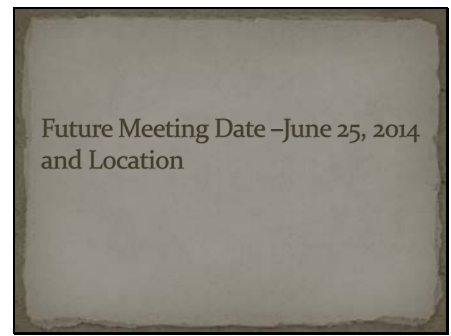 Future Meeting Date –June 25, 2014
and Location